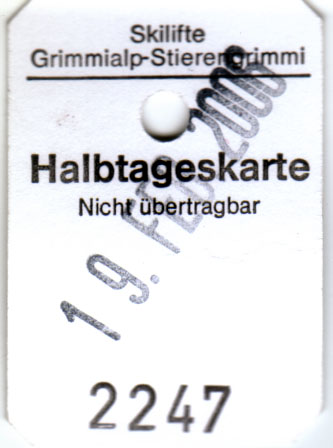 Skilifte
Grimmialp-Stierengrimmi
Halbtageskarte
Nicht übertragbar
19. FEB 2006
2247